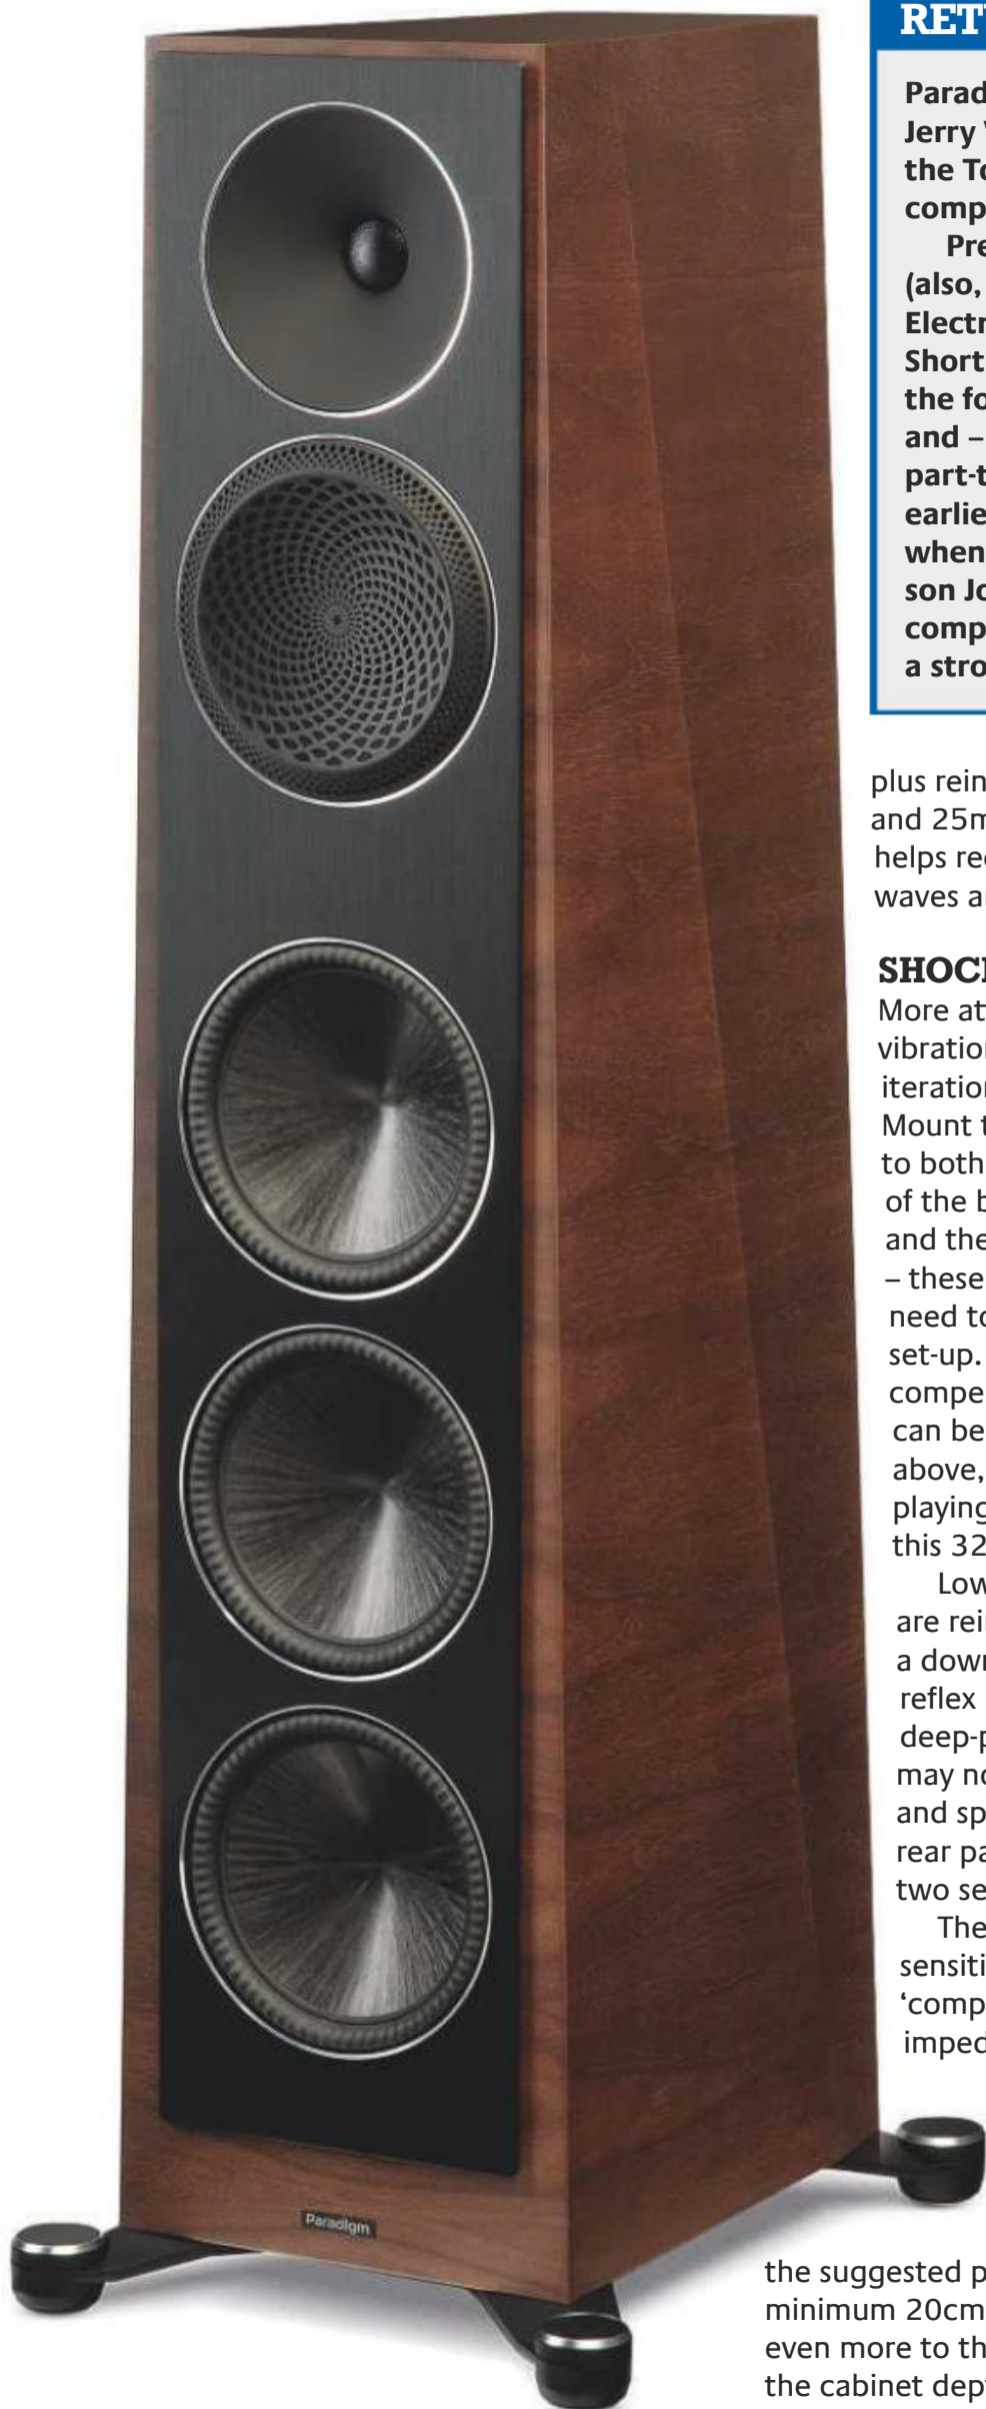 RET
Parad
Jerry
the To
comp
Pre
(also,
Electr
Short
the fo
and –
part-t
earlie
when
son Jo
comp
a stro
plus rein
and 25m
helps re
waves a
SHOC
More at
vibration
iteration
Mount t
to both
of the b
and the
– these
need to
set-up.
compe
can be
above,
playing
this 32
Low
are rei
a down
reflex
deep-p
may no
and sp
rear pa
two se
The
sensiti
‘comp
imped
Paradigm
the suggested p
minimum 20cm
even more to th
the cabinet dep